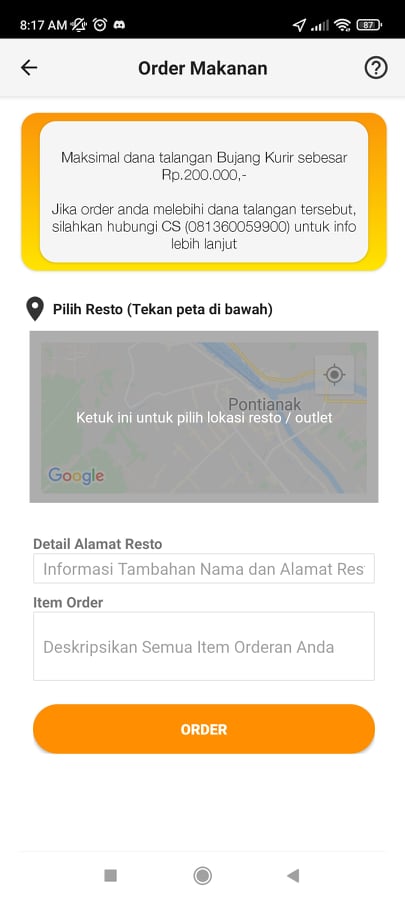 8:17 AM
87
Order Makanan
Maksimal dana talangan Bujang Kurir sebesar
Rp.200.000,-
Jika order anda melebihi dana talangan tersebut,
silahkan hubungi CS (081360059900) untuk info
lebih lanjut
Pilih Resto (Tekan peta di bawah)
Pontianak
Ketuk ini untuk pilih lokasi resto / outlet
Google
Detail Alamat Resto
Informasi Tambahan Nama dan Alamat Res
Item Order
Deskripsikan Semua Item Orderan Anda
ORDER